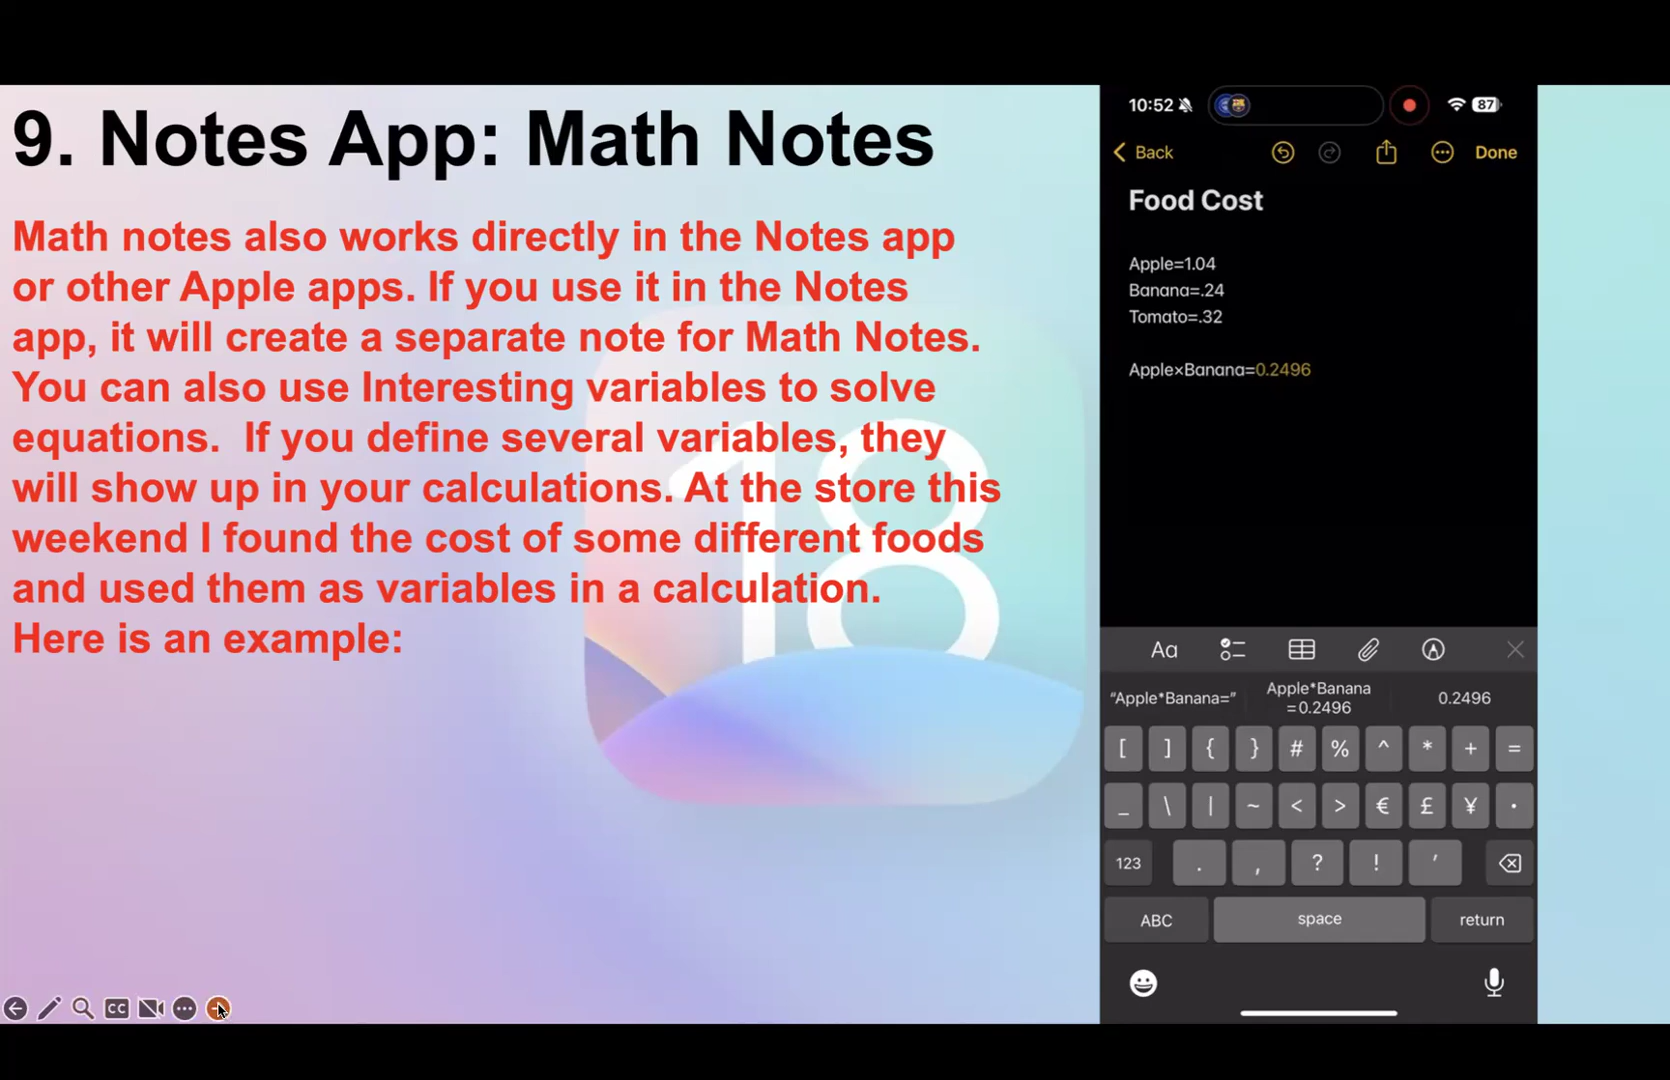 9. Notes App: Math Notes
Math notes also works directly in the Notes app
or other Apple apps. If you use it in the Notes
app, it will create a separate note for Math Notes.
You can also use Interesting variables to solve
equations.  If you define several variables, they
will show up in your calculations. At the store this
weekend I found the cost of some different foods
and used them as variables in a calculation.
Here is an example:
18
10:52
87
Back
Done
Food Cost
Apple=1.04
Banana=.24
Tomato=.32
Apple×Banana=0.2496
Aa
“Apple*Banana=” Apple*Banana 0.2496
=0.2496
[ ] { } # % ^ * + =
_ \ | ~ < > € £ ¥ •
123 . , ? ! ′
ABC space return
CC